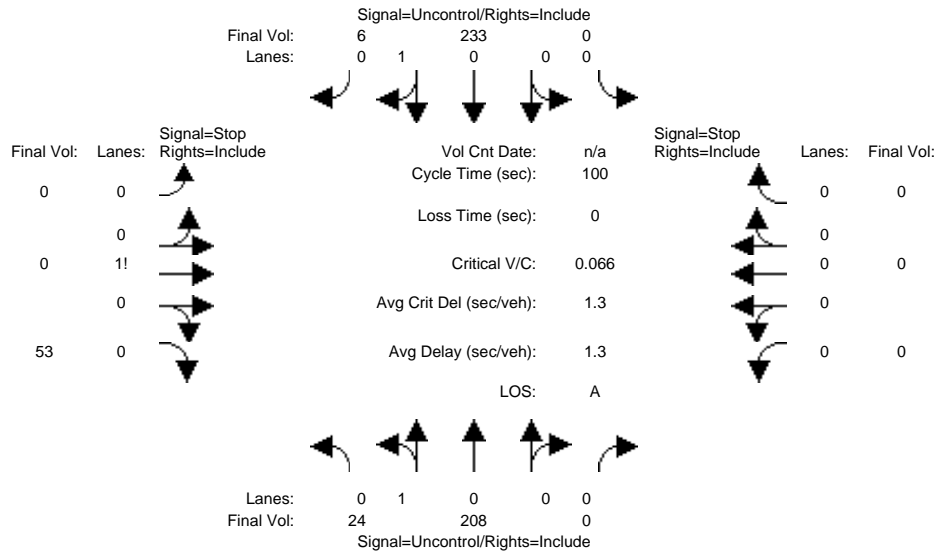 Signal=Uncontrol/Rights=Include
Final Vol: 6 233 0
Lanes: 0 1 0 0 0
Signal=Stop Signal=Stop
Final Vol: Lanes: Rights=Include Vol Cnt Date: n/a Rights=Include Lanes: Final Vol:
Cycle Time (sec): 100
0 0 0 0
Loss Time (sec): 0
0 0
0 1! Critical V/C: 0.066 0 0
0 Avg Crit Del (sec/veh): 1.3 0
53 0 Avg Delay (sec/veh): 1.3 0 0
LOS: A
Lanes: 0 1 0 0 0
Final Vol: 24 208 0
Signal=Uncontrol/Rights=Include